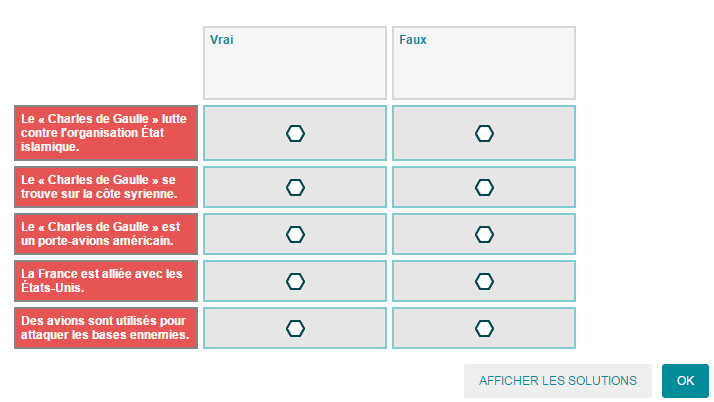 Vrai
Faux
Le « Charles de Gaulle » lutte
contre l'organisation État
islamique.
Le « Charles de Gaulle » se
trouve sur la côte syrienne.
Le « Charles de Gaulle » est
un porte-avions américain.
La France est alliée avec les
États-Unis.
Des avions sont utilisés pour
attaquer les bases ennemies.
AFFICHER LES SOLUTIONS
OK